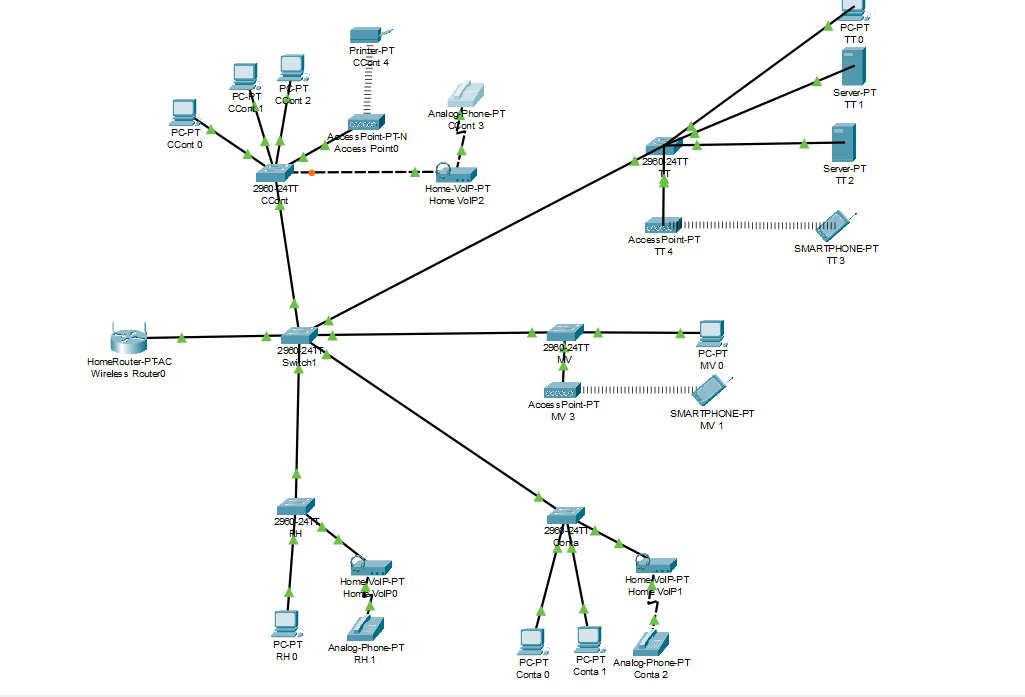 PC-PT
TT 0
Server-PT
TT 1
Server-PT
TT 2
2960-24TT
TT
AccessPoint-PT
TT 4
SMARTPHONE-PT
TT 3
Printer-PT
CCont 4
PC-PT
CCont 2
PC-PT
CCont 1
PC-PT
CCont 0
Analog-Phone-PT
CCont 3
AccessPoint-PT-N
Access Point0
2960-24TT
CCont
Home-VoIP-PT
Home VoIP2
HomeRouter-PT-AC
Wireless Router0
2960-24TT
Switch1
2960-24TT
MV
PC-PT
MV 0
AccessPoint-PT
MV 3
SMARTPHONE-PT
MV 1
2960-24TT
RH
Home-VoIP-PT
Home VoIP0
PC-PT
RH 0
Analog-Phone-PT
RH 1
2960-24TT
Conta
Home-VoIP-PT
Home VoIP1
PC-PT
Conta 0
PC-PT
Conta 1
Analog-Phone-PT
Conta 2